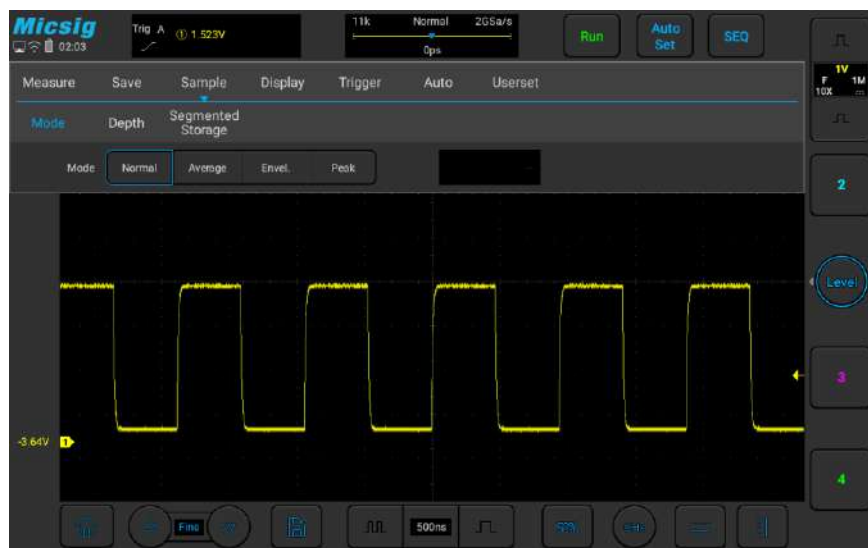 Micsig
Trig A ① 1.523V
11k Normal 2GSa/s
0ps
Run
Auto
Set
SEQ
02:03
Measure Save Sample Display Trigger Auto Userset
Mode Depth Segmented
Storage
Mode Normal Average Envel. Peak
1V
F 1M
10X
2
Level
3
4
-3.64V 1
Fine
500ns
50%